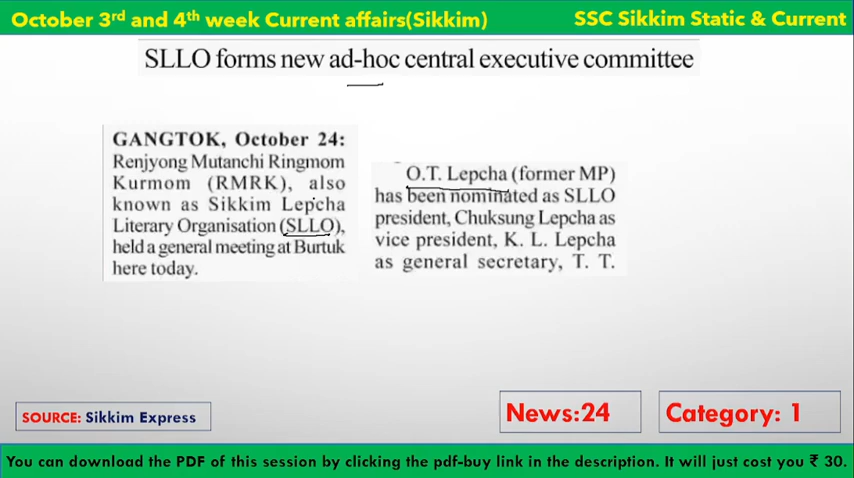 October 3rd and 4th week Current affairs(Sikkim)
SSC Sikkim Static & Current
SLLO forms new ad-hoc central executive committee
GANGTOK, October 24:
Renjyong Mutanchi Ringmom
Kurmom (RMRK), also
known as Sikkim Lepcha
Literary Organisation (SLLO),
held a general meeting at Burtuk
here today.
O.T. Lepcha (former MP)
has been nominated as SLLO
president, Chuksung Lepcha as
vice president, K. L. Lepcha
as general secretary, T. T.
SOURCE: Sikkim Express
News:24
Category: 1
You can download the PDF of this session by clicking the pdf-buy link in the description. It will just cost you ₹ 30.